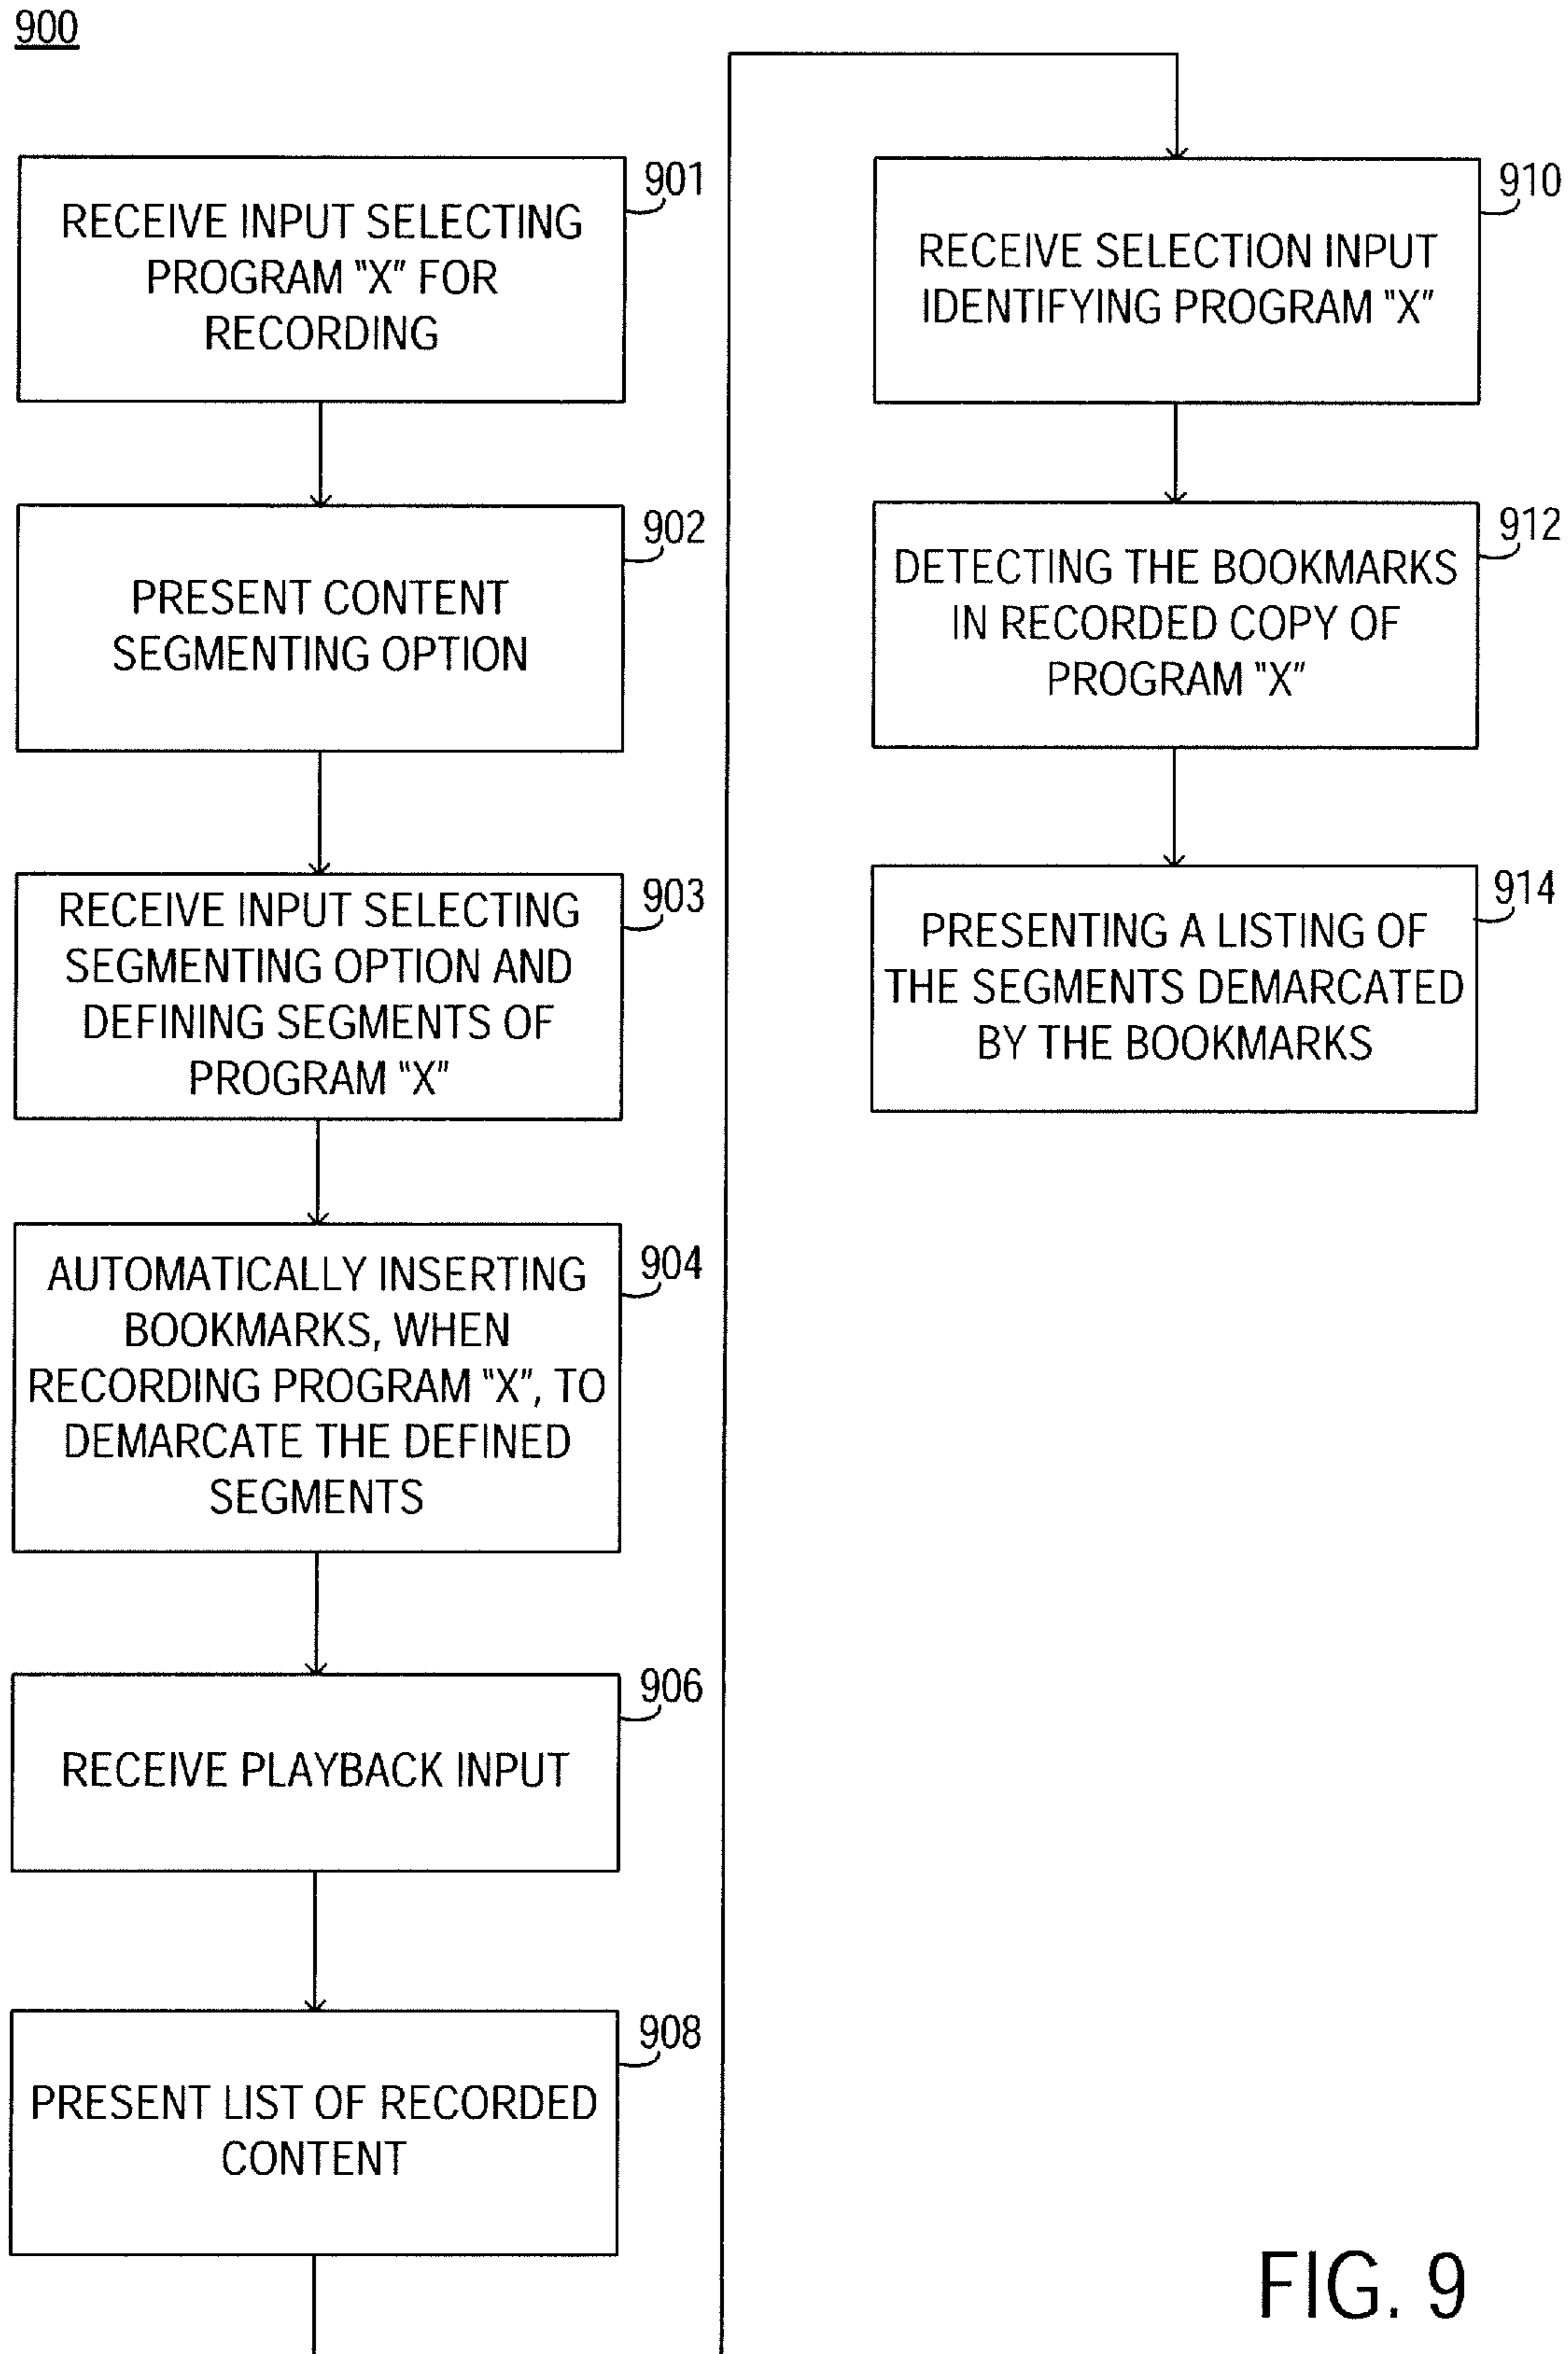 900
901
RECEIVE INPUT SELECTING
PROGRAM "X" FOR
RECORDING
902
PRESENT CONTENT
SEGMENTING OPTION
903
RECEIVE INPUT SELECTING
SEGMENTING OPTION AND
DEFINING SEGMENTS OF
PROGRAM "X"
904
AUTOMATICALLY INSERTING
BOOKMARKS, WHEN
RECORDING PROGRAM "X", TO
DEMARCATE THE DEFINED
SEGMENTS
906
RECEIVE PLAYBACK INPUT
908
PRESENT LIST OF RECORDED
CONTENT
910
RECEIVE SELECTION INPUT
IDENTIFYING PROGRAM "X"
912
DETECTING THE BOOKMARKS
IN RECORDED COPY OF
PROGRAM "X"
914
PRESENTING A LISTING OF
THE SEGMENTS DEMARCATED
BY THE BOOKMARKS
FIG. 9